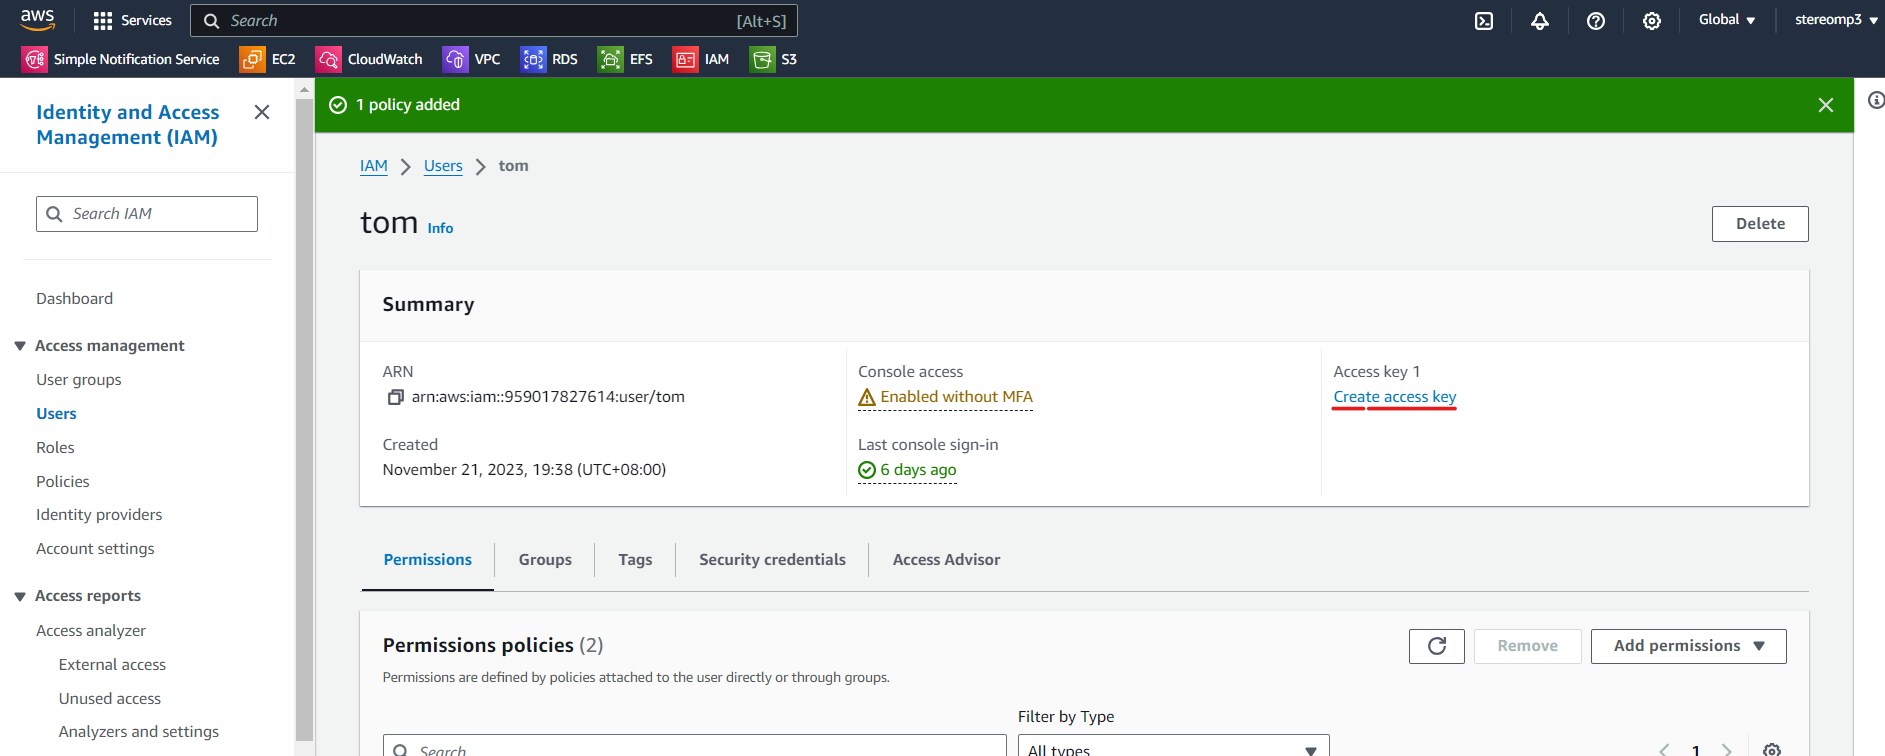 aws
Services
Search
[Alt+S]
Global
stereomp3
Simple Notification Service
EC2
CloudWatch
VPC
RDS
EFS
IAM
S3
Identity and Access
Management (IAM)
Search IAM
Dashboard
Access management
User groups
Users
Roles
Policies
Identity providers
Account settings
Access reports
Access analyzer
External access
Unused access
Analyzers and settings
1 policy added
IAM
Users
tom
tom
Info
Delete
Summary
ARN
arn:aws:iam::959017827614:user/tom
Created
November 21, 2023, 19:38 (UTC+08:00)
Console access
Enabled without MFA
Last console sign-in
6 days ago
Access key 1
Create access key
Permissions
Groups
Tags
Security credentials
Access Advisor
Permissions policies (2)
Remove
Add permissions
Permissions are defined by policies attached to the user directly or through groups.
Filter by Type
Search
All types
1